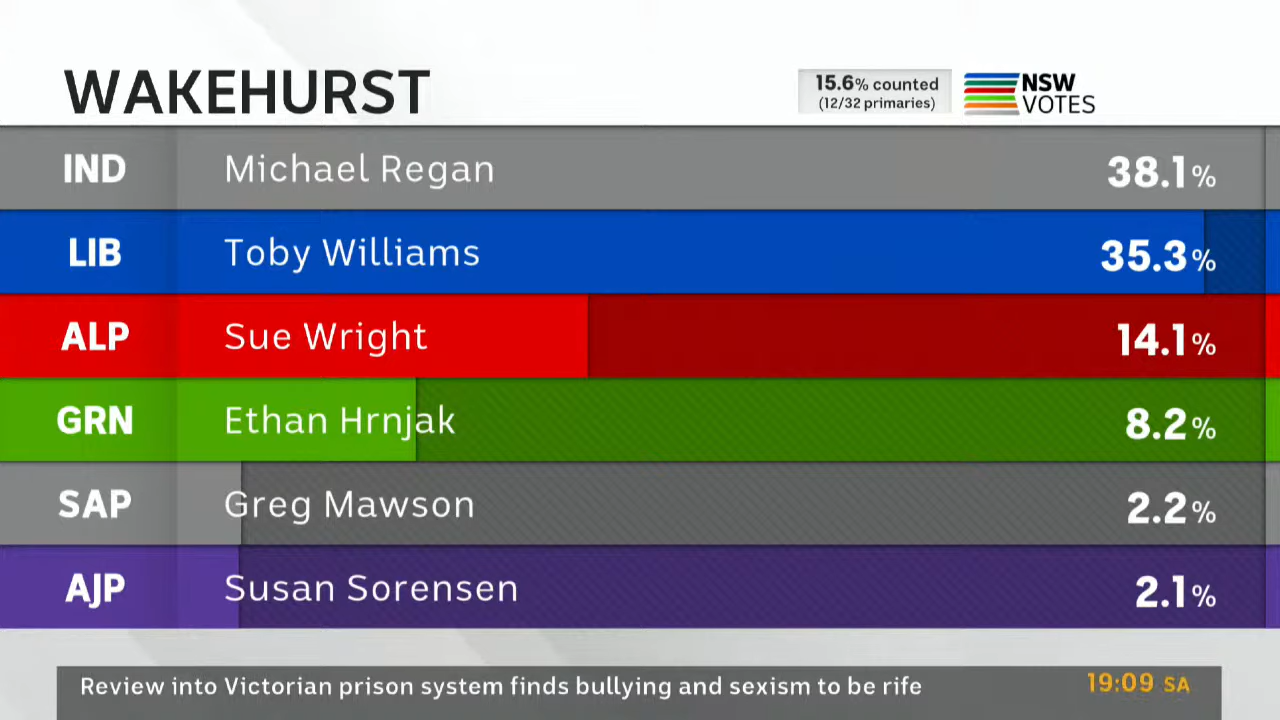 WAKEHURST
15.6% counted
(12/32 primaries)
NSW
VOTES
IND Michael Regan 38.1%
LIB Toby Williams 35.3%
ALP Sue Wright 14.1%
GRN Ethan Hrnjak 8.2%
SAP Greg Mawson 2.2%
AJP Susan Sorensen 2.1%
Review into Victorian prison system finds bullying and sexism to be rife 19:09 SA